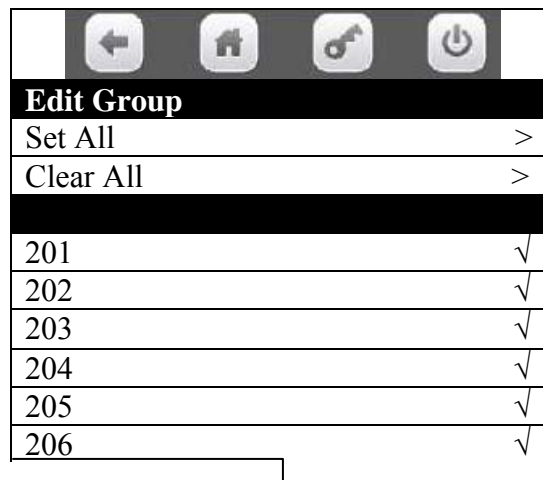 Edit Group
Set All >
Clear All >
201 √
202 √
203 √
204 √
205 √
206 √